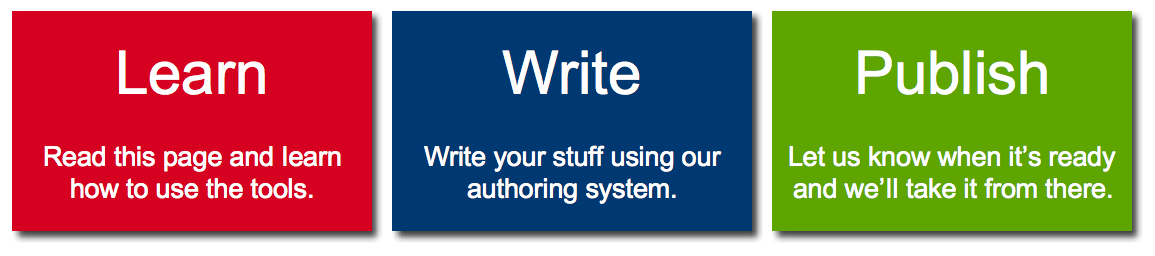 Learn
Read this page and learn
how to use the tools.
Write
Write your stuff using our
authoring system.
Publish
Let us know when it’s ready
and we’ll take it from there.